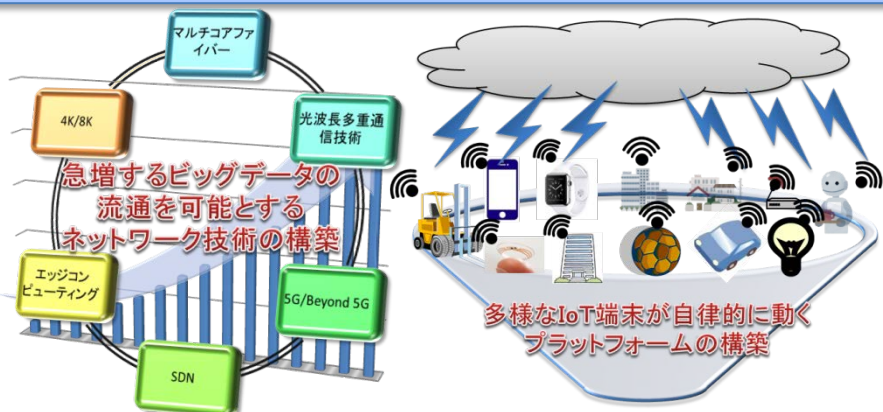 マルチコアファ
イバー
4K/8K
光波長多重通
信技術
急増するビッグデータの
流通を可能とする
ネットワーク技術の構築
エッジコン
ピューティング
5G/Beyond 5G
SDN
多様なIoT端末が自律的に動く
プラットフォームの構築